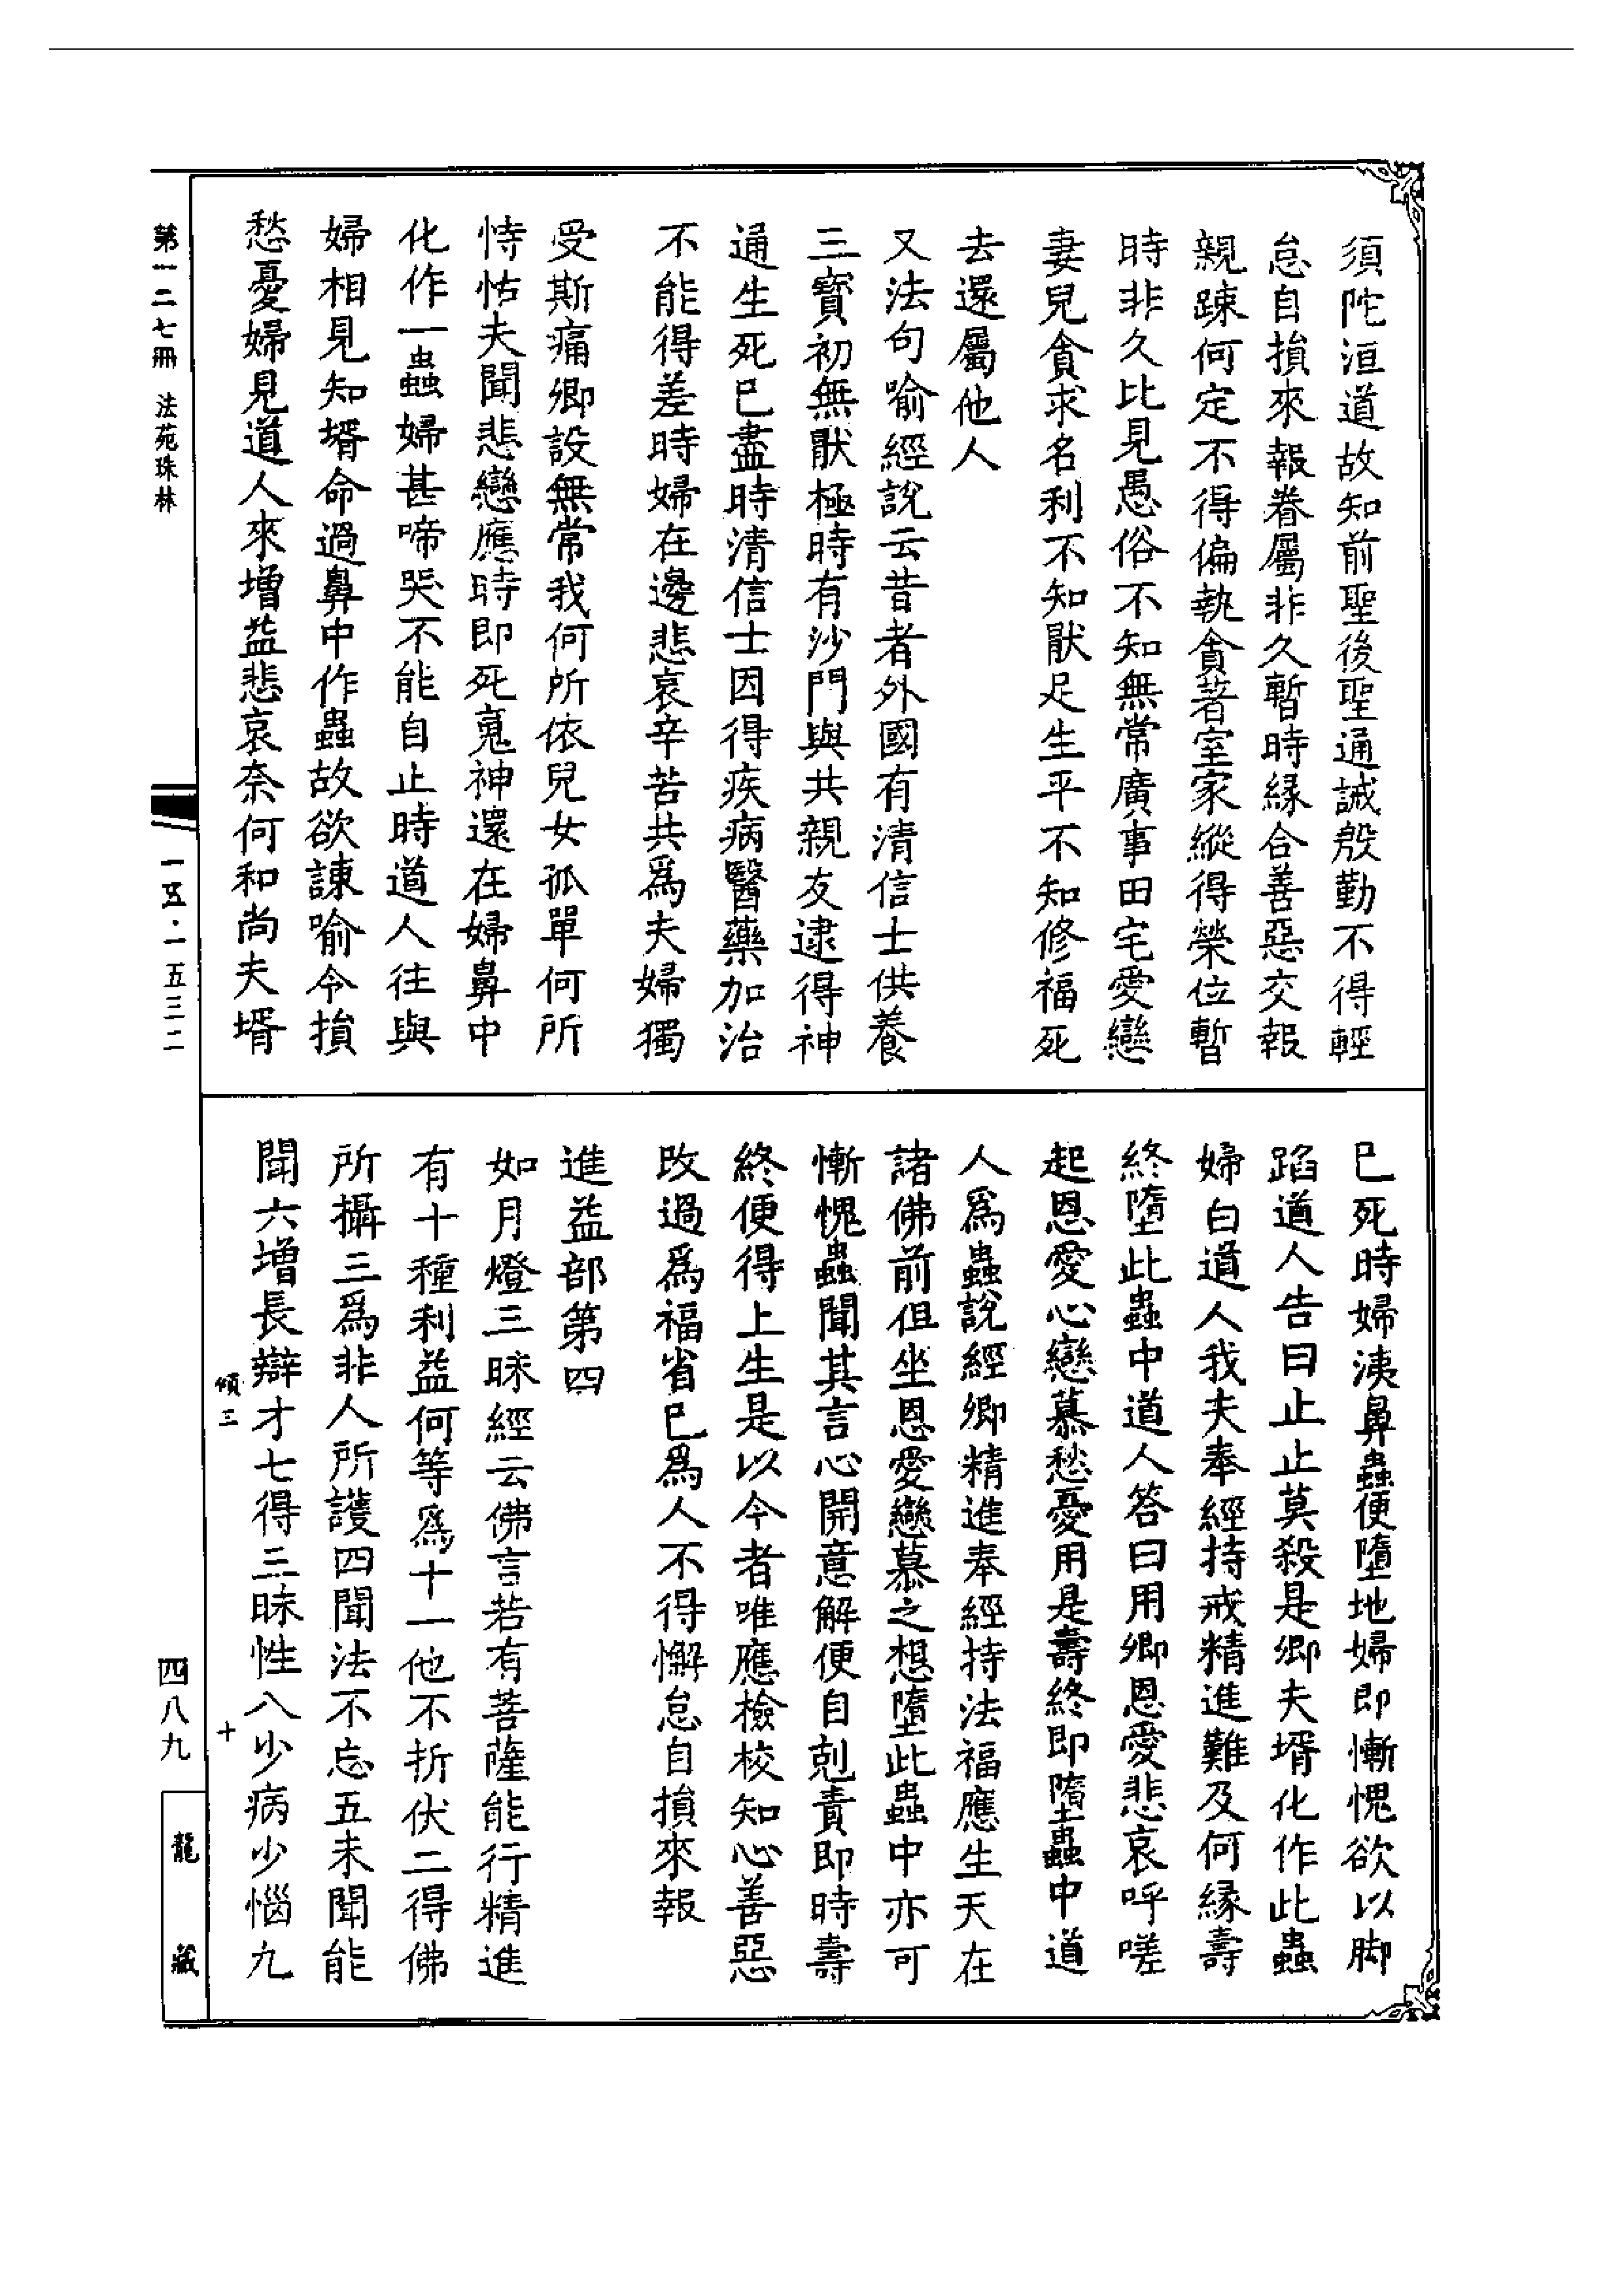 須陀洹道故知前聖後聖通誠殷勤不得輕
怠自損來報眷屬非久暫時緣合善惡交報
親踈何定不得偏執貪著室家縱得榮位暫
時非久比見愚俗不知無常廣事田宅愛戀
妻兒貪求名利不知猒足生平不知修福死
去還屬他人
又法句喻經說云昔者外國有清信士供養
三寶初無猒極時有沙門與共親友逮得神
通生死已盡時清信士因得疾病醫藥加治
不能得差時婦在邊悲哀辛苦共爲夫婦獨
受斯痛卿設無常我何所依兒女孤單何所
恃怙夫聞悲戀應時即死䰟神還在婦鼻中
化作一蟲婦甚啼哭不能自止時道人往與
婦相見知壻命過鼻中作蟲故欲諫喻令損
愁憂婦見道人來增益悲哀奈何和尚夫壻
已死時婦洟鼻蟲便墮地婦即慚愧欲以脚
蹈道人告曰止止莫殺是卿夫壻化作此蟲
婦白道人我夫奉經持戒精進難及何緣壽
終墮此蟲中道人答曰用卿恩愛悲哀呼嗟
起恩愛心戀慕愁憂用是壽終即墮蟲中道
人爲蟲說經卿精進奉經持法福應生天在
諸佛前但坐恩愛戀慕之想墮此蟲中亦可
慚愧蟲聞其言心開意解便自剋責即時壽
終便得上生是以今者唯應檢校知心善惡
改過爲福省已爲人不得懈怠自損來報
進益部第四
如月燈三昧經云佛言若有菩薩能行精進
有十種利益何等爲十一他不折伏二得佛
所攝三爲非人所護四聞法不忘五未聞能
聞六增長辯才七得三昧性八少病少惱九
傾三
十
第一二七冊 法苑珠林
一五·一五三二
四八九
龍藏